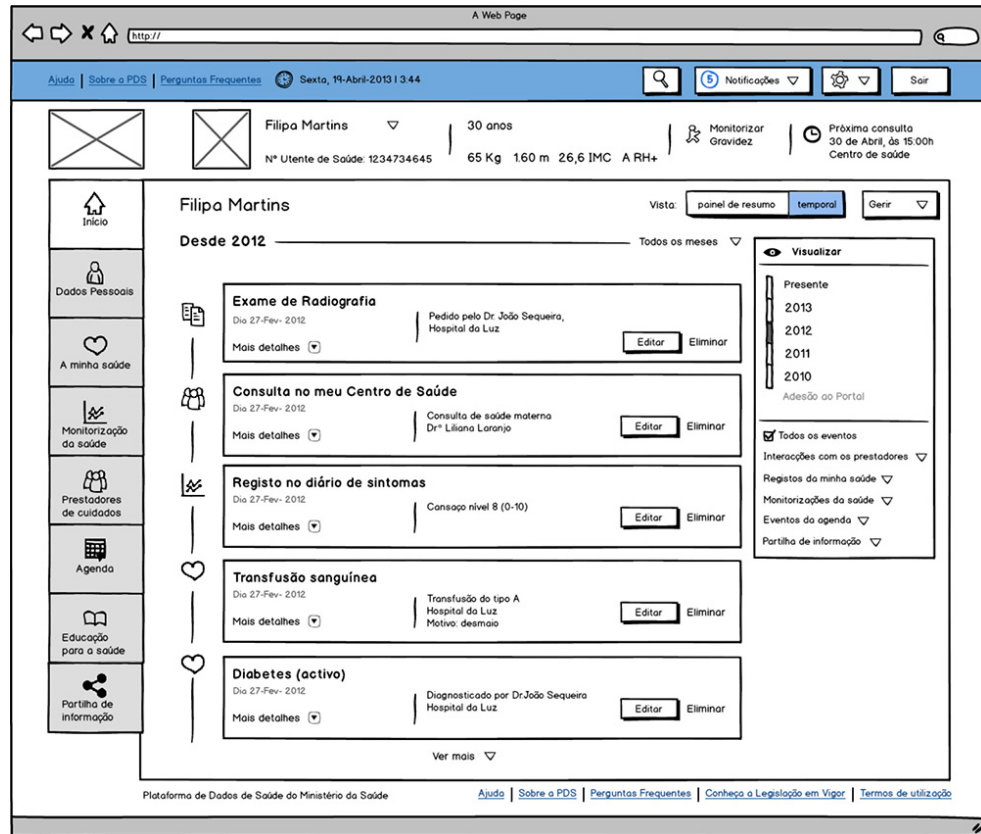 A Web Page
http://
Ajuda | Sobre a PDS | Perguntas Frequentes Sexta, 19-Abril-2013 I 3:44 5 Notificações Sair
Filipa Martins
Nº Utente de Saúde: 1234734645
30 anos
65 Kg 1.60 m 26,6 IMC A RH+
Monitorizar
Gravidez
Próxima consulta
30 de Abril, às 15:00h
Centro de saúde
Início
Dados Pessoais
A minha saúde
Monitorização
da saúde
Prestadores
de cuidados
Agenda
Educação
para a saúde
Partilha de
informação
Filipa Martins
Vista: painel de resumo temporal Gerir
Desde 2012 Todos os meses
Exame de Radiografia
Dia 27-Fev- 2012
Mais detalhes
Pedido pelo Dr. João Sequeira,
Hospital da Luz
Editar Eliminar
Consulta no meu Centro de Saúde
Dia 27-Fev- 2012
Mais detalhes
Consulta de saúde materna
Drª Liliana Laranjo
Editar Eliminar
Registo no diário de sintomas
Dia 27-Fev- 2012
Mais detalhes
Cansaço nível 8 (0-10)
Editar Eliminar
Transfusão sanguínea
Dia 27-Fev- 2012
Mais detalhes
Transfusão do tipo A
Hospital da Luz
Motivo: desmaio
Editar Eliminar
Diabetes (activo)
Dia 27-Fev- 2012
Mais detalhes
Diagnosticado por Dr.João Sequeira
Hospital da Luz
Editar Eliminar
Ver mais
Visualizar
Presente
2013
2012
2011
2010
Adesão ao Portal
Todos os eventos
Interacções com os prestadores
Registos da minha saúde
Monitorizações da saúde
Eventos da agenda
Partilha de informação
Plataforma de Dados de Saúde do Ministério da Saúde
Ajuda | Sobre a PDS | Perguntas Frequentes | Conheça a Legislação em Vigor | Termos de utilização